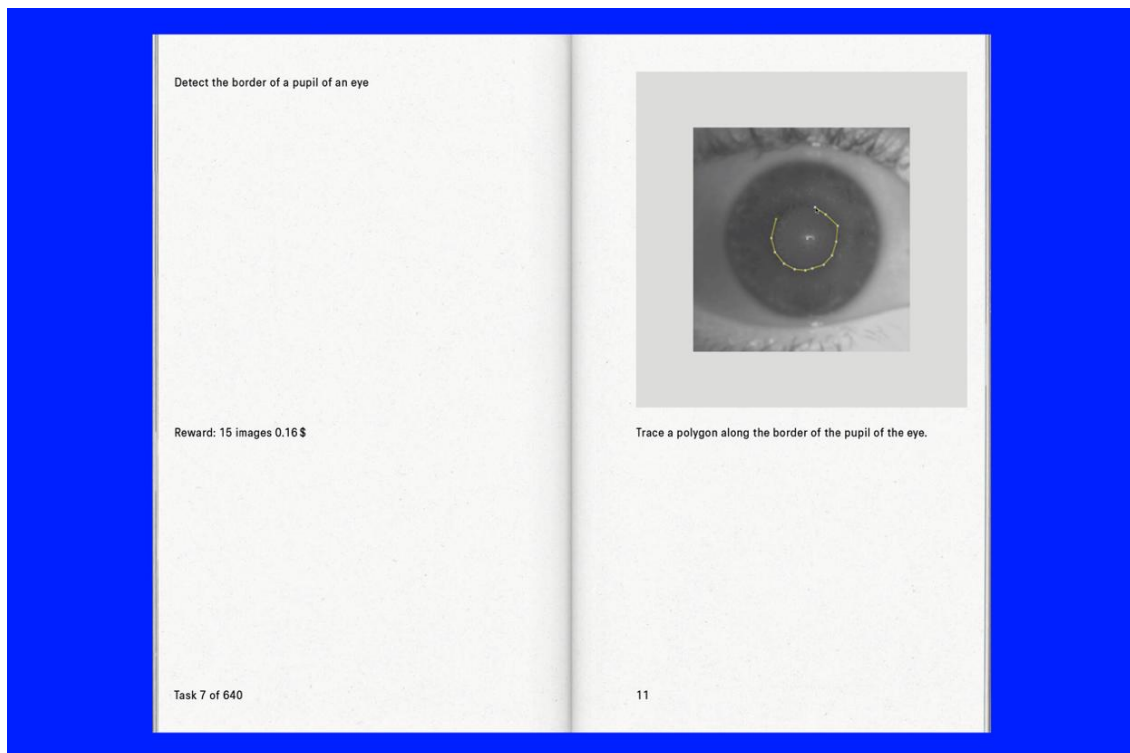 Detect the border of a pupil of an eye
Reward: 15 images 0.16 $
Task 7 of 640
Trace a polygon along the border of the pupil of the eye.
11